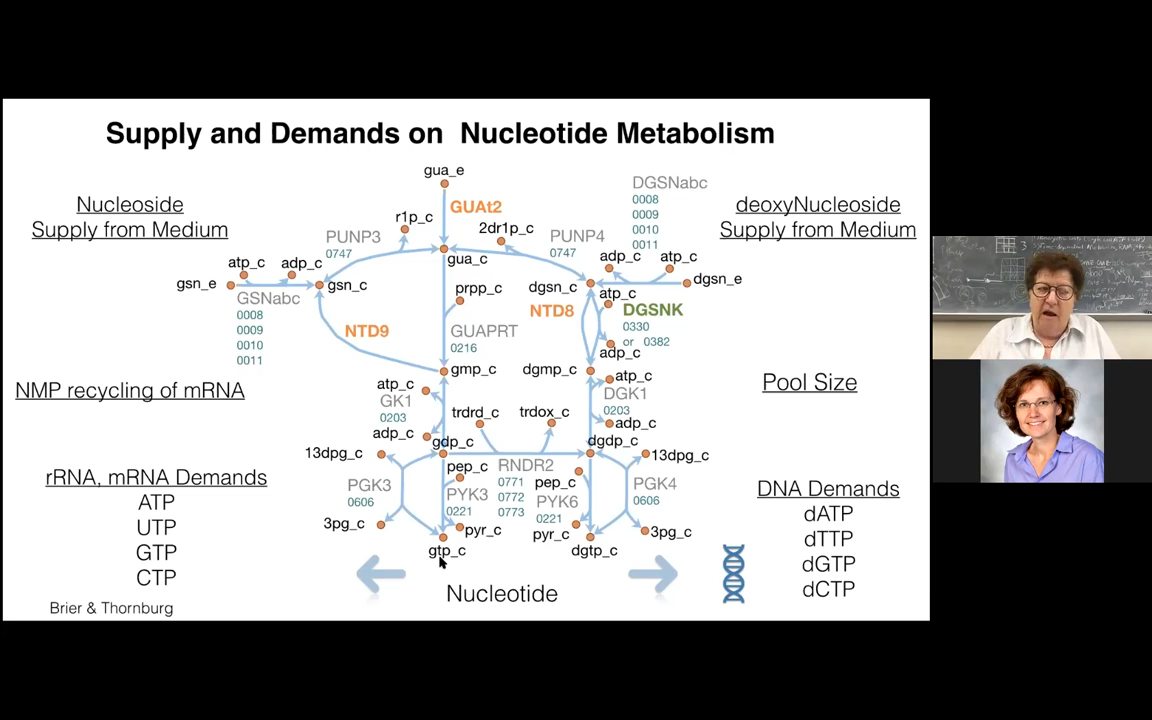 Supply and Demands on Nucleotide Metabolism
Nucleoside
Supply from Medium
NMP recycling of mRNA
rRNA, mRNA Demands
ATP
UTP
GTP
CTP
Brier & Thornburg
gua_e
GUAt2
r1p_c
2dr1p_c
PUNP3
0747
PUNP4
0747
gua_c
atp_c
adp_c
gsn_e
gsn_c
GSNabc
0008
0009
0010
0011
NTD9
prpp_c
GUAPRT
0216
gmp_c
atp_c
GK1
0203
adp_c
gdp_c
trdrd_c
trdox_c
RNDR2
0771
0772
0773
13dpg_c
PGK3
0606
3pg_c
pep_c
PYK3
0221
pyr_c
gtp_c
DGSNabc
0008
0009
0010
0011
adp_c
atp_c
dgsn_c
dgsn_e
NTD8
atp_c
DGSNK
0330
or 0382
adp_c
dgmp_c
atp_c
DGK1
0203
adp_c
dgdp_c
13dpg_c
pep_c
PYK6
0221
pyr_c
PGK4
0606
3pg_c
dgtp_c
Nucleotide
deoxyNucleoside
Supply from Medium
Pool Size
DNA Demands
dATP
dTTP
dGTP
dCTP